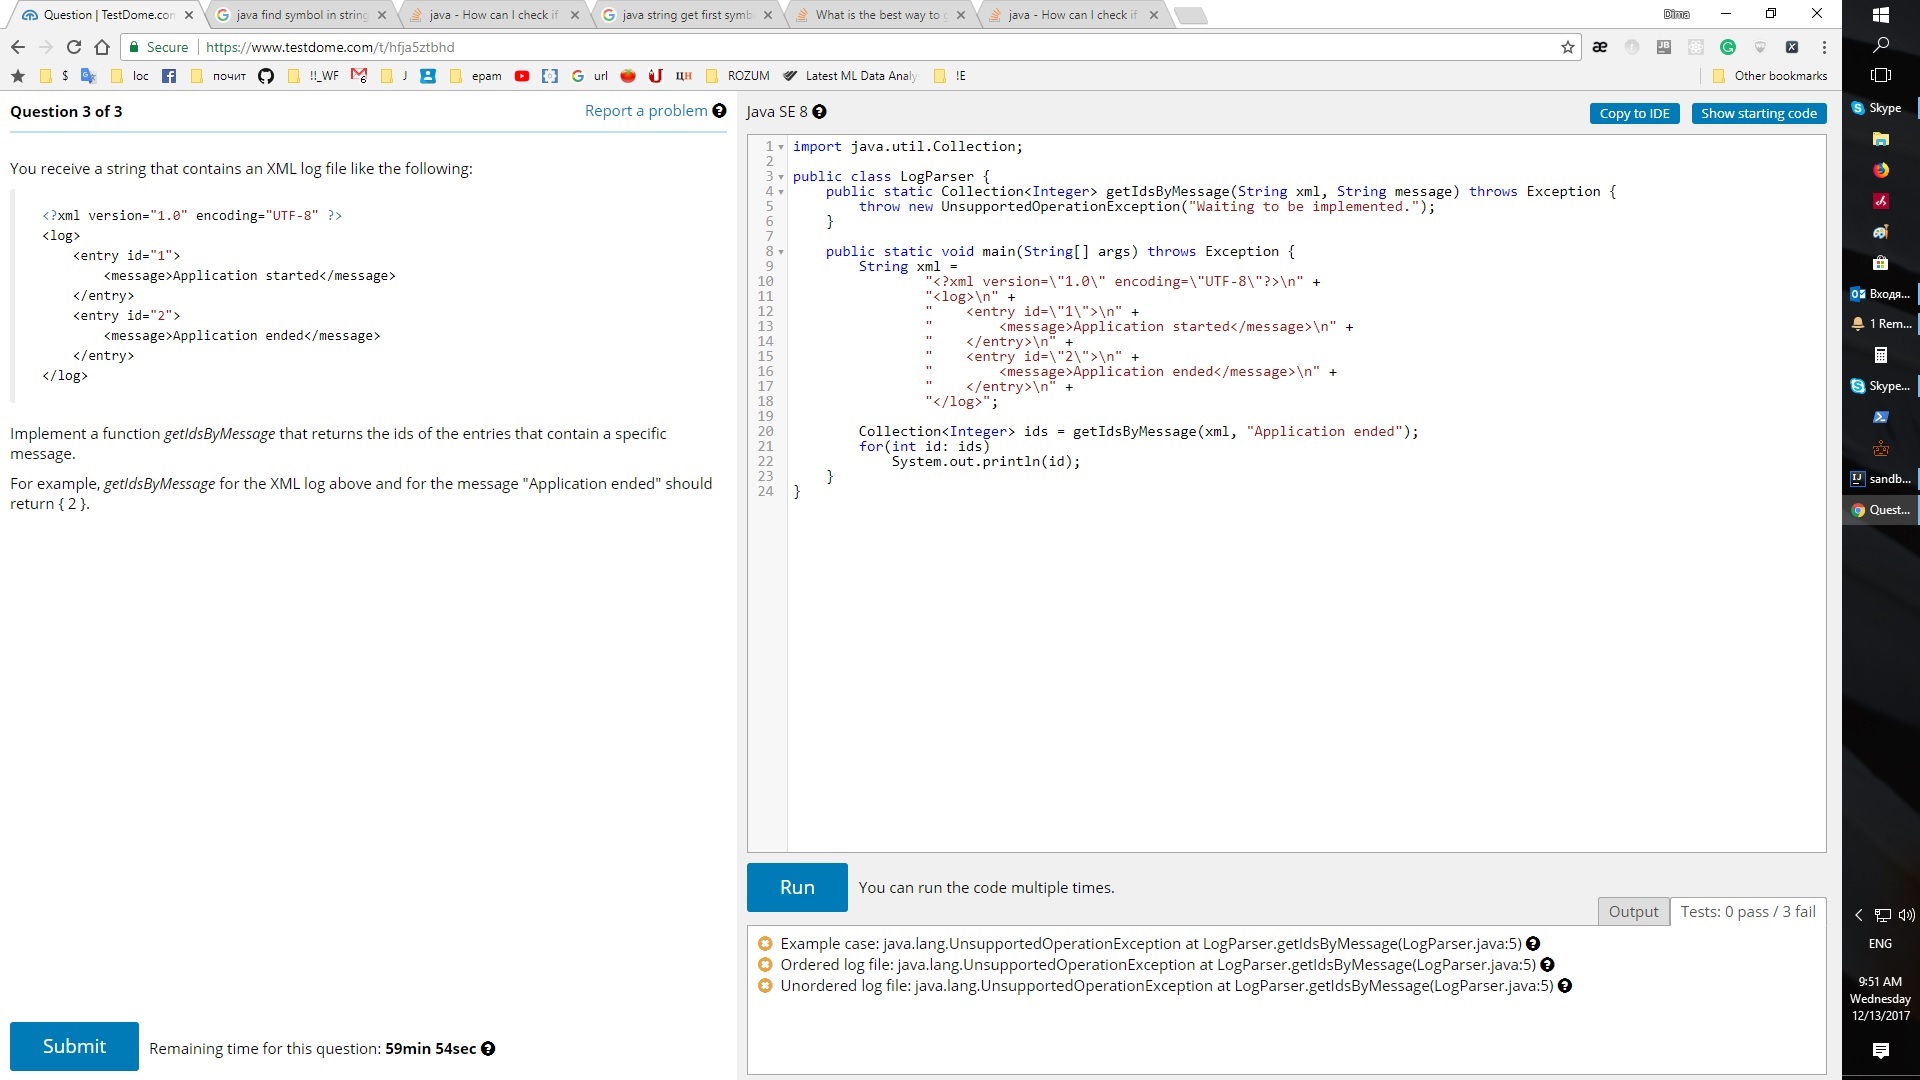 Question | TestDome.com
java find symbol in string
java - How can I check if
java string get first symb
What is the best way to g
java - How can I check if
Dima
Secure
https://www.testdome.com/t/hfja5ztbhd
$
loc
почит
!!_WF
J
epam
url
ЦН
ROZUM
Latest ML Data Analy
!E
Other bookmarks
Question 3 of 3
Report a problem
You receive a string that contains an XML log file like the following:
<?xml version="1.0" encoding="UTF-8" ?>
<log>
<entry id="1">
<message>Application started</message>
</entry>
<entry id="2">
<message>Application ended</message>
</entry>
</log>
Implement a function getIdsByMessage that returns the ids of the entries that contain a specific
message.
For example, getIdsByMessage for the XML log above and for the message "Application ended" should
return { 2 }.
Submit
Remaining time for this question: 59min 54sec
Java SE 8
Copy to IDE
Show starting code
1 import java.util.Collection;
2
3 public class LogParser {
4 public static Collection<Integer> getIdsByMessage(String xml, String message) throws Exception {
5 throw new UnsupportedOperationException("Waiting to be implemented.");
6 }
7
8 public static void main(String[] args) throws Exception {
9 String xml =
10 "<?xml version=\"1.0\" encoding=\"UTF-8\"?>\n" +
11 "<log>\n" +
12 "    <entry id=\"1\">\n" +
13 "        <message>Application started</message>\n" +
14 "    </entry>\n" +
15 "    <entry id=\"2\">\n" +
16 "        <message>Application ended</message>\n" +
17 "    </entry>\n" +
18 "</log>";
19
20 Collection<Integer> ids = getIdsByMessage(xml, "Application ended");
21 for(int id: ids)
22 System.out.println(id);
23 }
24 }
Run
You can run the code multiple times.
Output
Tests: 0 pass / 3 fail
Example case: java.lang.UnsupportedOperationException at LogParser.getIdsByMessage(LogParser.java:5)
Ordered log file: java.lang.UnsupportedOperationException at LogParser.getIdsByMessage(LogParser.java:5)
Unordered log file: java.lang.UnsupportedOperationException at LogParser.getIdsByMessage(LogParser.java:5)
Skype
Входя...
1 Rem...
Skype...
sandb...
Quest...
ENG
9:51 AM
Wednesday
12/13/2017